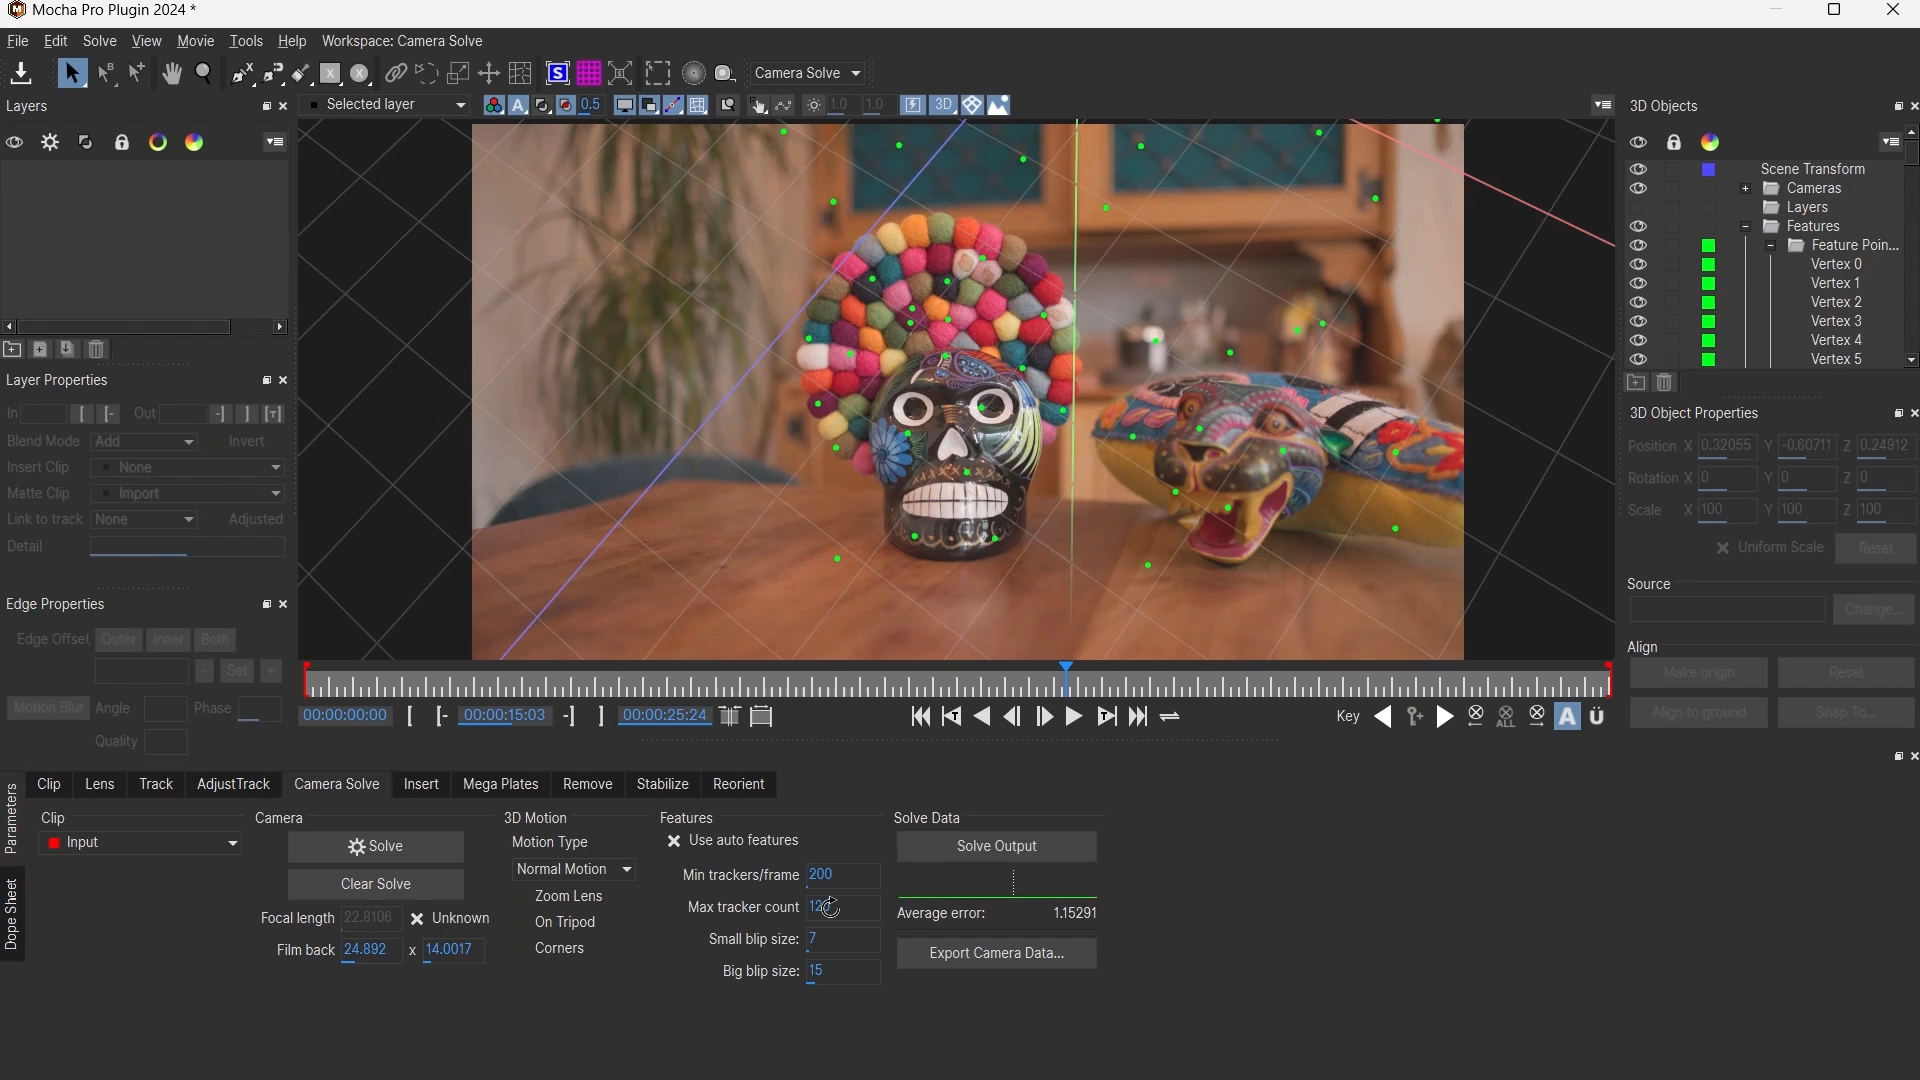 Mocha Pro Plugin 2024 *
File Edit Solve View Movie Tools Help Workspace: Camera Solve
S Camera Solve
Layers
Selected layer A 0.5 1.0 1.0 3D
3D Objects
Scene Transform
Cameras
Layers
Features
Feature Poin...
Vertex 0
Vertex 1
Vertex 2
Vertex 3
Vertex 4
Vertex 5
Layer Properties
In Out
Blend Mode Add Invert
Insert Clip None
Matte Clip Import
Link to track None Adjusted
Detail
3D Object Properties
Position X 0.32055 Y -0.60711 Z 0.24912
Rotation X 0 Y 0 Z 0
Scale X 100 Y 100 Z 100
Uniform Scale Reset
Source
Change...
Align
Make origin Reset
Align to ground Snap To...
Edge Properties
Edge Offset Outer Inner Both
- Set +
Motion Blur Angle Phase
Quality
00:00:00:00 00:00:15:03 00:00:25:24 Key ALL A Ü
Parameters
Dope Sheet
Clip Lens Track AdjustTrack Camera Solve Insert Mega Plates Remove Stabilize Reorient
Clip
Input
Camera
Solve
Clear Solve
Focal length 22.8106 Unknown
Film back 24.892 x 14.0017
3D Motion
Motion Type
Normal Motion
Zoom Lens
On Tripod
Corners
Features
Use auto features
Min trackers/frame 200
Max tracker count
Small blip size: 7
Big blip size: 15
Solve Data
Solve Output
Average error: 1.15291
Export Camera Data...